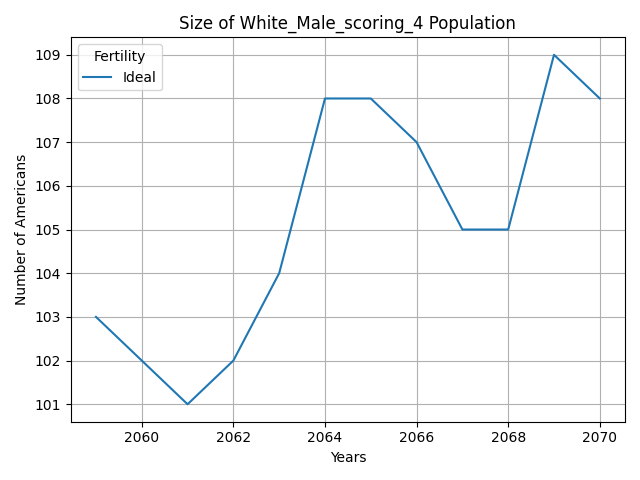 Size of White_Male_scoring_4 Population
Fertility
Ideal
109
108
107
106
105
104
103
102
101
Number of Americans
2060 2062 2064 2066 2068 2070
Years